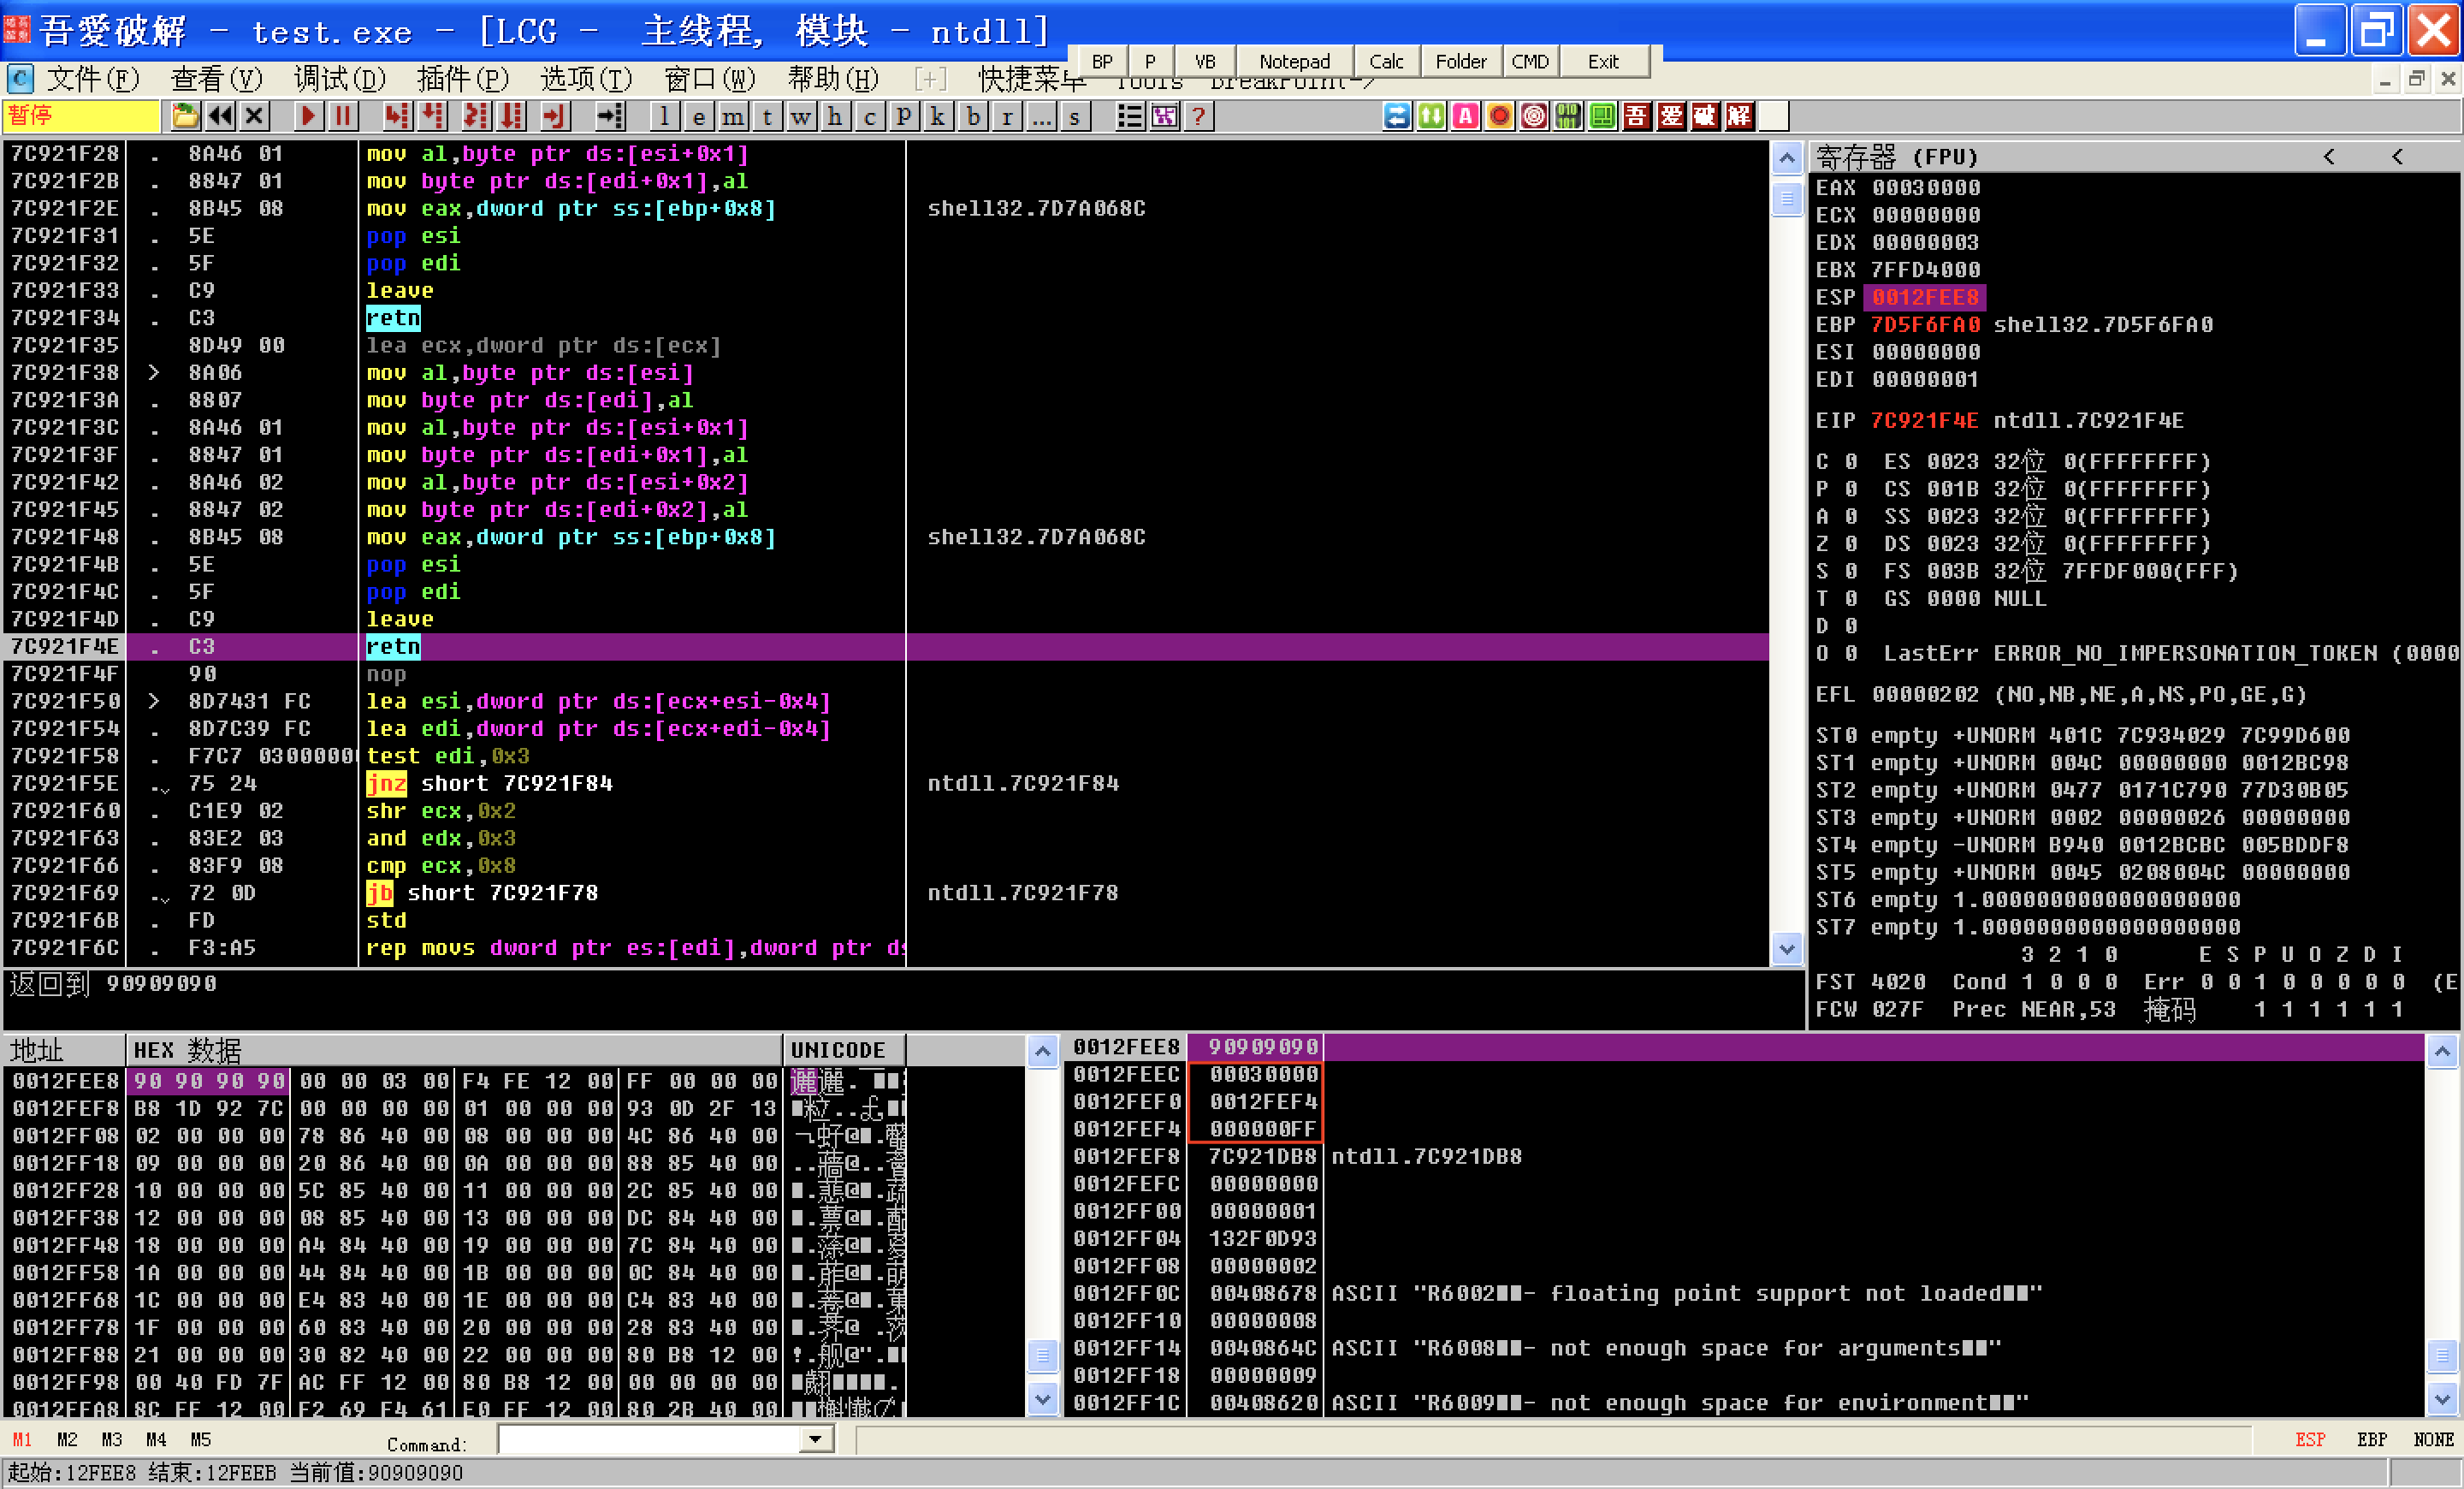 吾愛破解 - test.exe - [LCG - 主线程, 模块 - ntdll]
BP P VB Notepad Calc Folder CMD Exit
文件(F) 查看(V) 调试(D) 插件(P) 选项(T) 窗口(W) 帮助(H) [+] 快捷菜单 Tools BreakPoint->
暂停 l e m t w h c p k b r ... s ? 吾 爱 破 解
7C921F28 . 8A46 01 mov al,byte ptr ds:[esi+0x1]
7C921F2B . 8847 01 mov byte ptr ds:[edi+0x1],al
7C921F2E . 8B45 08 mov eax,dword ptr ss:[ebp+0x8] shell32.7D7A068C
7C921F31 . 5E pop esi
7C921F32 . 5F pop edi
7C921F33 . C9 leave
7C921F34 . C3 retn
7C921F35 8D49 00 lea ecx,dword ptr ds:[ecx]
7C921F38 > 8A06 mov al,byte ptr ds:[esi]
7C921F3A . 8807 mov byte ptr ds:[edi],al
7C921F3C . 8A46 01 mov al,byte ptr ds:[esi+0x1]
7C921F3F . 8847 01 mov byte ptr ds:[edi+0x1],al
7C921F42 . 8A46 02 mov al,byte ptr ds:[esi+0x2]
7C921F45 . 8847 02 mov byte ptr ds:[edi+0x2],al
7C921F48 . 8B45 08 mov eax,dword ptr ss:[ebp+0x8] shell32.7D7A068C
7C921F4B . 5E pop esi
7C921F4C . 5F pop edi
7C921F4D . C9 leave
7C921F4E . C3 retn
7C921F4F 90 nop
7C921F50 > 8D7431 FC lea esi,dword ptr ds:[ecx+esi-0x4]
7C921F54 . 8D7C39 FC lea edi,dword ptr ds:[ecx+edi-0x4]
7C921F58 . F7C7 0300000 test edi,0x3
7C921F5E . 75 24 jnz short 7C921F84 ntdll.7C921F84
7C921F60 . C1E9 02 shr ecx,0x2
7C921F63 . 83E2 03 and edx,0x3
7C921F66 . 83F9 08 cmp ecx,0x8
7C921F69 . 72 0D jb short 7C921F78 ntdll.7C921F78
7C921F6B . FD std
7C921F6C . F3:A5 rep movs dword ptr es:[edi],dword ptr ds
返回到 90909090
寄存器 (FPU) < <
EAX 00030000
ECX 00000000
EDX 00000003
EBX 7FFD4000
ESP 0012FEE8
EBP 7D5F6FA0 shell32.7D5F6FA0
ESI 00000000
EDI 00000001
EIP 7C921F4E ntdll.7C921F4E
C 0 ES 0023 32位 0(FFFFFFFF)
P 0 CS 001B 32位 0(FFFFFFFF)
A 0 SS 0023 32位 0(FFFFFFFF)
Z 0 DS 0023 32位 0(FFFFFFFF)
S 0 FS 003B 32位 7FFDF000(FFF)
T 0 GS 0000 NULL
D 0
O 0 LastErr ERROR_NO_IMPERSONATION_TOKEN (0000
EFL 00000202 (NO,NB,NE,A,NS,PO,GE,G)
ST0 empty +UNORM 401C 7C934029 7C99D600
ST1 empty +UNORM 004C 00000000 0012BC98
ST2 empty +UNORM 0477 0171C790 77D30B05
ST3 empty +UNORM 0002 00000026 00000000
ST4 empty -UNORM B940 0012BCBC 005BDDF8
ST5 empty +UNORM 0045 0208004C 00000000
ST6 empty 1.0000000000000000000
ST7 empty 1.0000000000000000000
3 2 1 0 E S P U O Z D I
FST 4020 Cond 1 0 0 0 Err 0 0 1 0 0 0 0 0 (E
FCW 027F Prec NEAR,53 掩码 1 1 1 1 1 1
地址 HEX 数据 UNICODE
0012FEE8 90 90 90 90 00 00 03 00 F4 FE 12 00 FF 00 00 00
0012FEF8 B8 1D 92 7C 00 00 00 00 01 00 00 00 93 0D 2F 13
0012FF08 02 00 00 00 78 86 40 00 08 00 00 00 4C 86 40 00
0012FF18 09 00 00 00 20 86 40 00 0A 00 00 00 88 85 40 00
0012FF28 10 00 00 00 5C 85 40 00 11 00 00 00 2C 85 40 00
0012FF38 12 00 00 00 08 85 40 00 13 00 00 00 DC 84 40 00
0012FF48 18 00 00 00 A4 84 40 00 19 00 00 00 7C 84 40 00
0012FF58 1A 00 00 00 44 84 40 00 1B 00 00 00 0C 84 40 00
0012FF68 1C 00 00 00 E4 83 40 00 1E 00 00 00 C4 83 40 00
0012FF78 1F 00 00 00 60 83 40 00 20 00 00 00 28 83 40 00
0012FF88 21 00 00 00 30 82 40 00 22 00 00 00 80 B8 12 00
0012FF98 00 40 FD 7F AC FF 12 00 80 B8 12 00 00 00 00 00
0012FFA8 8C FF 12 00 E2 69 F4 61 E0 FF 12 00 80 2B 40 00
0012FEE8 90909090
0012FEEC 00030000
0012FEF0 0012FEF4
0012FEF4 000000FF
0012FEF8 7C921DB8 ntdll.7C921DB8
0012FEFC 00000000
0012FF00 00000001
0012FF04 132F0D93
0012FF08 00000002
0012FF0C 00408678 ASCII "R6002- floating point support not loaded"
0012FF10 00000008
0012FF14 0040864C ASCII "R6008- not enough space for arguments"
0012FF18 00000009
0012FF1C 00408620 ASCII "R6009- not enough space for environment"
M1 M2 M3 M4 M5 Command: ESP EBP NONE
起始:12FEE8 结束:12FEEB 当前值:90909090